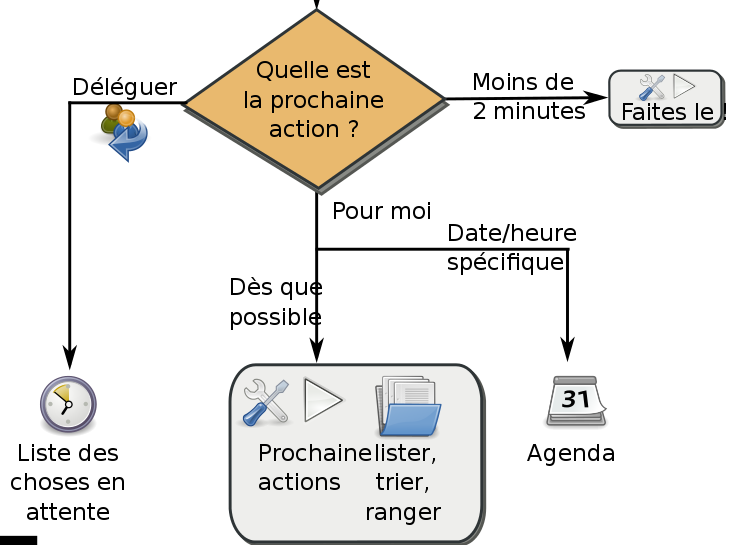 Quelle est
la prochaine
action ?
Déléguer
Moins de
2 minutes
Faites le !
Pour moi
Date/heure
spécifique
Dès que
possible
31
Liste des
choses en
attente
Prochaine
actions
lister,
trier,
ranger
Agenda